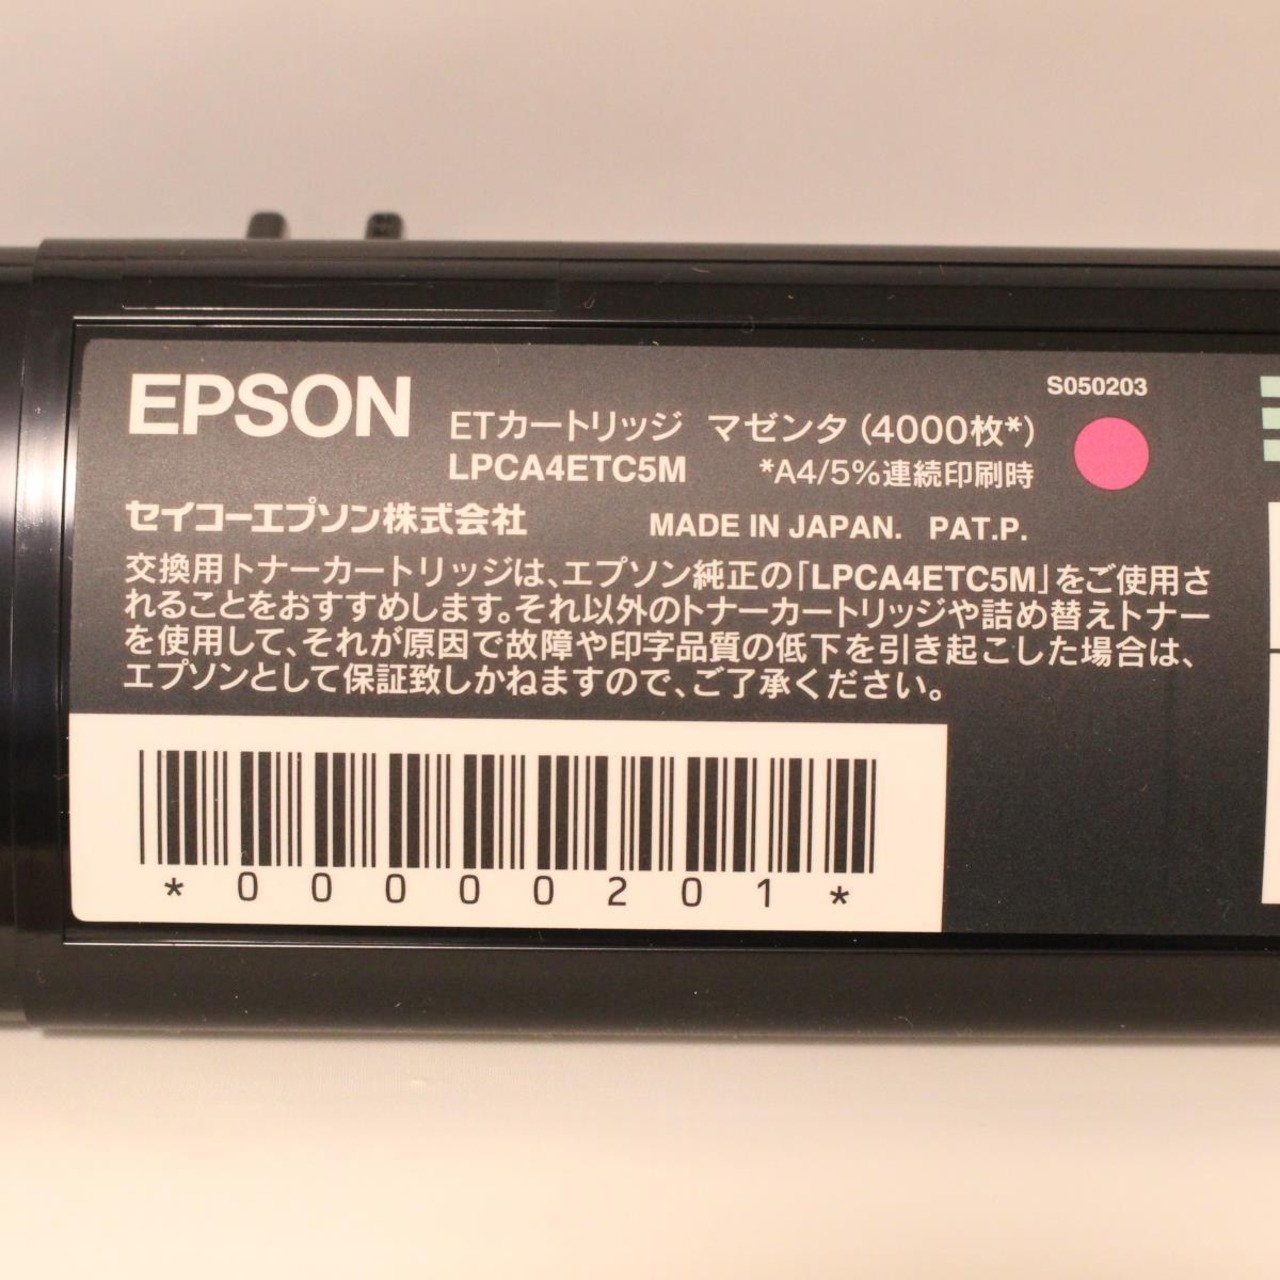 S050203
EPSON
ETカートリッジ マゼンタ (4000枚*)
LPCA4ETC5M *A4/5%連続印刷時
セイコーエプソン株式会社 MADE IN JAPAN. PAT.P.
交換用トナーカートリッジは、エプソン純正の「LPCA4ETC5M」をご使用さ
れることをおすすめします。それ以外のトナーカートリッジや詰め替えトナー
を使用して、それが原因で故障や印字品質の低下を引き起こした場合は、
エプソンとして保証致しかねますので、ご了承ください。
*00000201*